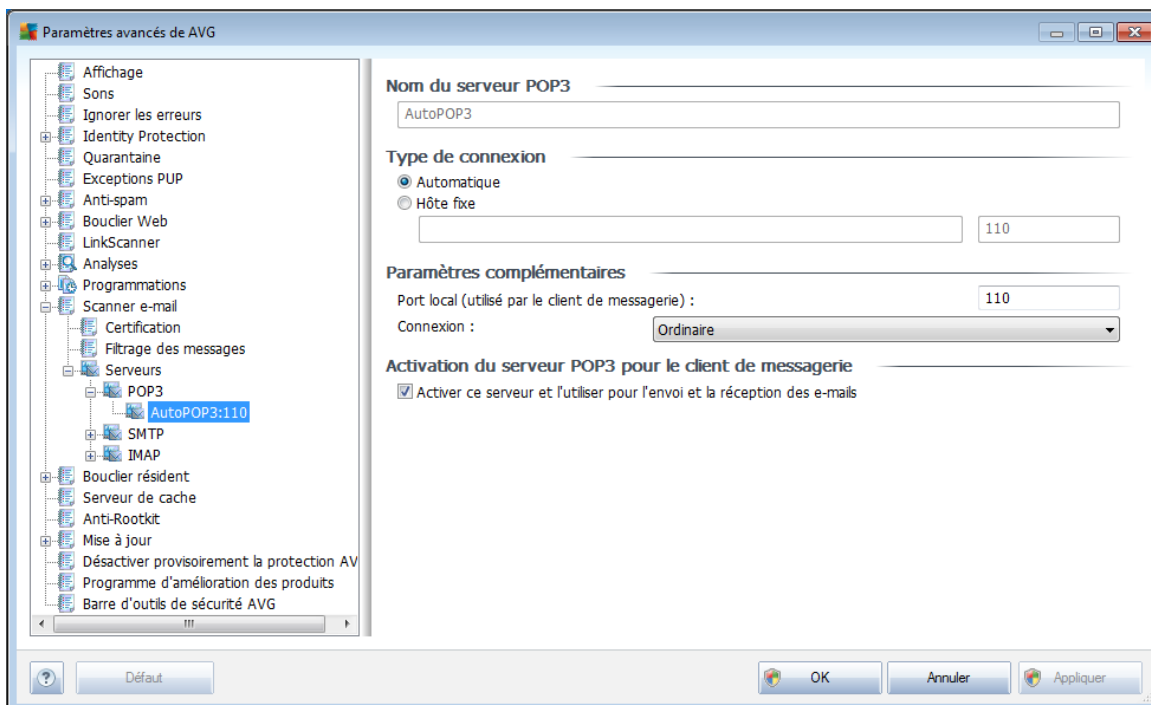 Paramètres avancés de AVG
Affichage
Sons
Ignorer les erreurs
Identity Protection
Quarantaine
Exceptions PUP
Anti-spam
Bouclier Web
LinkScanner
Analyses
Programmations
Scanner e-mail
Certification
Filtrage des messages
Serveurs
POP3
AutoPOP3:110
SMTP
IMAP
Bouclier résident
Serveur de cache
Anti-Rootkit
Mise à jour
Désactiver provisoirement la protection AV
Programme d'amélioration des produits
Barre d'outils de sécurité AVG
Nom du serveur POP3
AutoPOP3
Type de connexion
Automatique
Hôte fixe
110
Paramètres complémentaires
Port local (utilisé par le client de messagerie) : 110
Connexion : Ordinaire
Activation du serveur POP3 pour le client de messagerie
Activer ce serveur et l'utiliser pour l'envoi et la réception des e-mails
? Défaut OK Annuler Appliquer